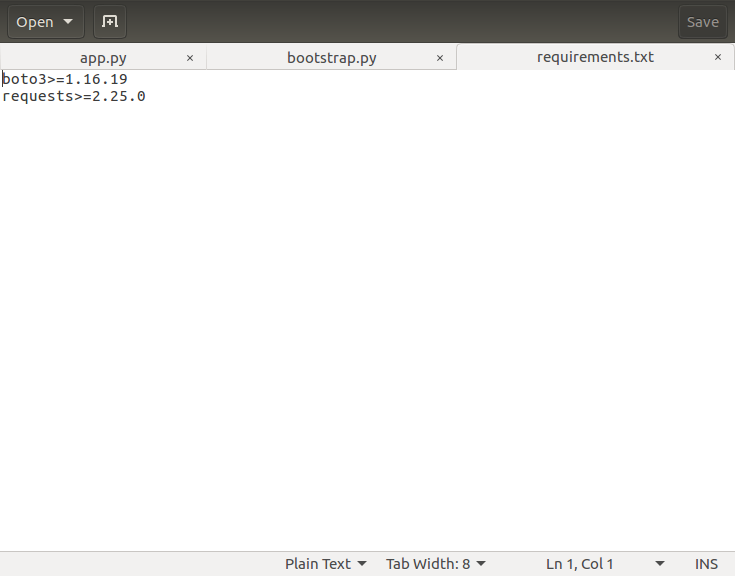 Open Save
app.py × bootstrap.py × requirements.txt ×
boto3>=1.16.19
requests>=2.25.0
Plain Text Tab Width: 8 Ln 1, Col 1 INS